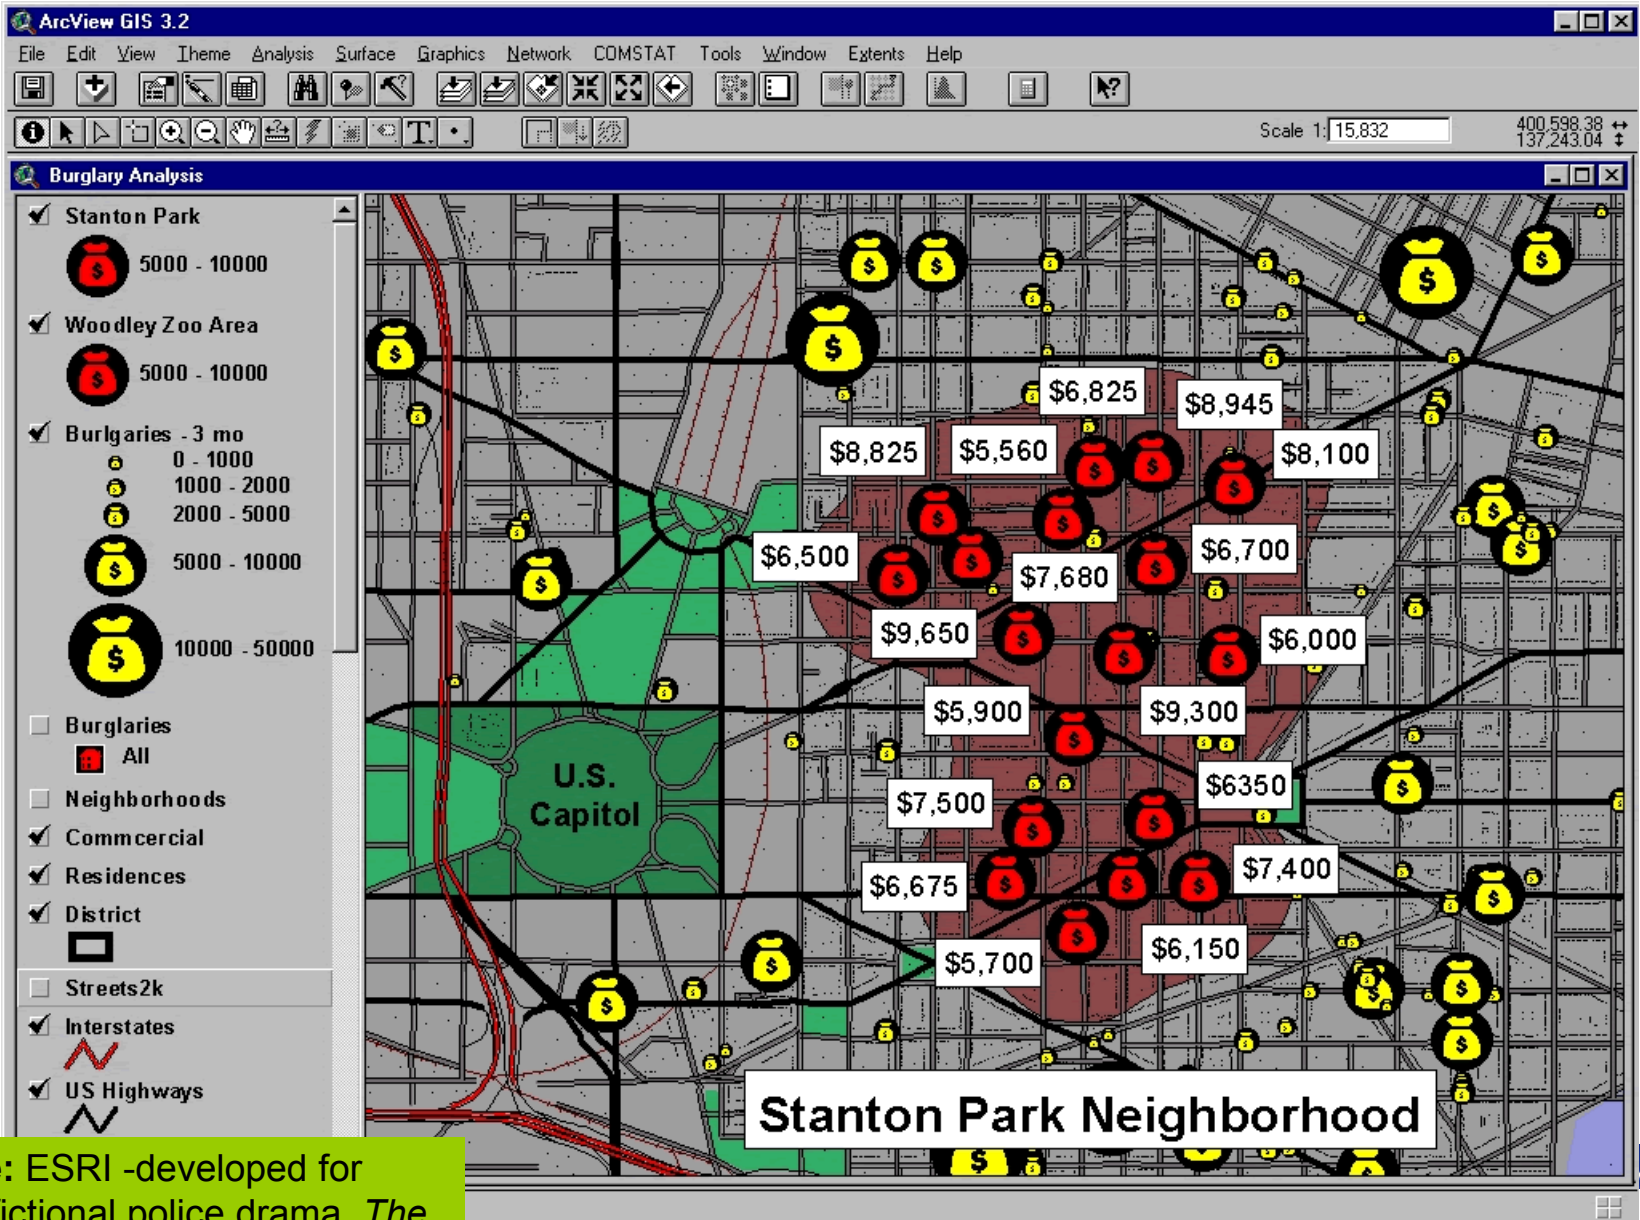 ArcView GIS 3.2
File Edit View Theme Analysis Surface Graphics Network COMSTAT Tools Window Extents Help
Scale 1: 15,832
400,598.38
137,243.04
Burglary Analysis
Stanton Park
5000 - 10000
Woodley Zoo Area
5000 - 10000
Burlgaries - 3 mo
0 - 1000
1000 - 2000
2000 - 5000
5000 - 10000
10000 - 50000
Burglaries
All
Neighborhoods
Commcercial
Residences
District
Streets2k
Interstates
US Highways
$6,825
$8,945
$8,825
$5,560
$8,100
$6,500
$7,680
$6,700
$9,650
$6,000
$5,900
$9,300
U.S.
Capitol
$7,500
$6350
$6,675
$7,400
$5,700
$6,150
Stanton Park Neighborhood
: ESRI -developed for
fictional police drama, The